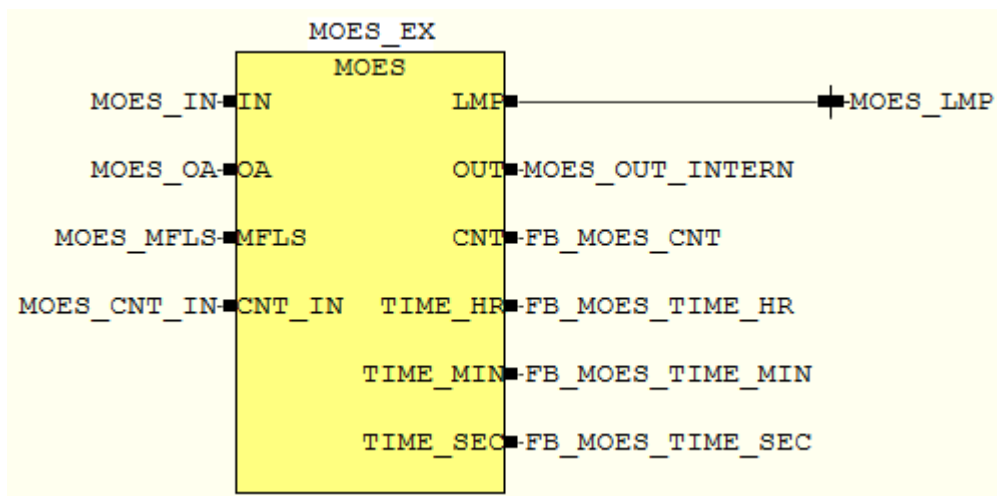 MOES_EX
MOES
MOES_IN IN LMP MOES_LMP
MOES_OA OA OUT MOES_OUT_INTERN
MOES_MFLS MFLS CNT FB_MOES_CNT
MOES_CNT_IN CNT_IN TIME_HR FB_MOES_TIME_HR
TIME_MIN FB_MOES_TIME_MIN
TIME_SEC FB_MOES_TIME_SEC